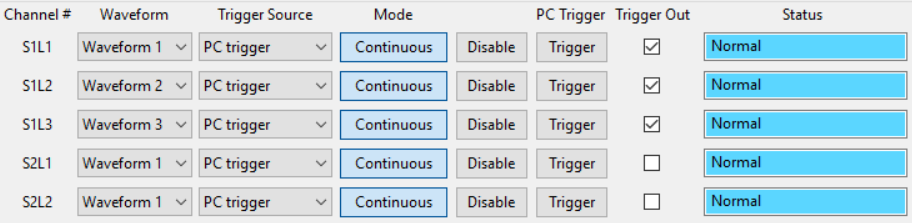 Channel # Waveform Trigger Source Mode PC Trigger Trigger Out Status
S1L1 Waveform 1 PC trigger Continuous Disable Trigger Normal
S1L2 Waveform 2 PC trigger Continuous Disable Trigger Normal
S1L3 Waveform 3 PC trigger Continuous Disable Trigger Normal
S2L1 Waveform 1 PC trigger Continuous Disable Trigger Normal
S2L2 Waveform 1 PC trigger Continuous Disable Trigger Normal